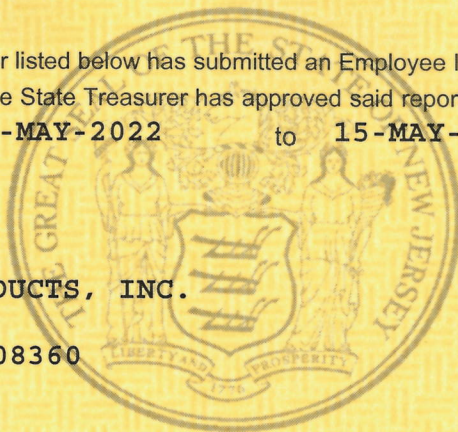 r listed below has submitted an Employee I
e State Treasurer has approved said repor
-MAY-2022 to 15-MAY-
THE GREAT SEAL OF THE STATE OF NEW JERSEY
DUCTS, INC.
08360
LIBERTY AND PROSPERITY
1776